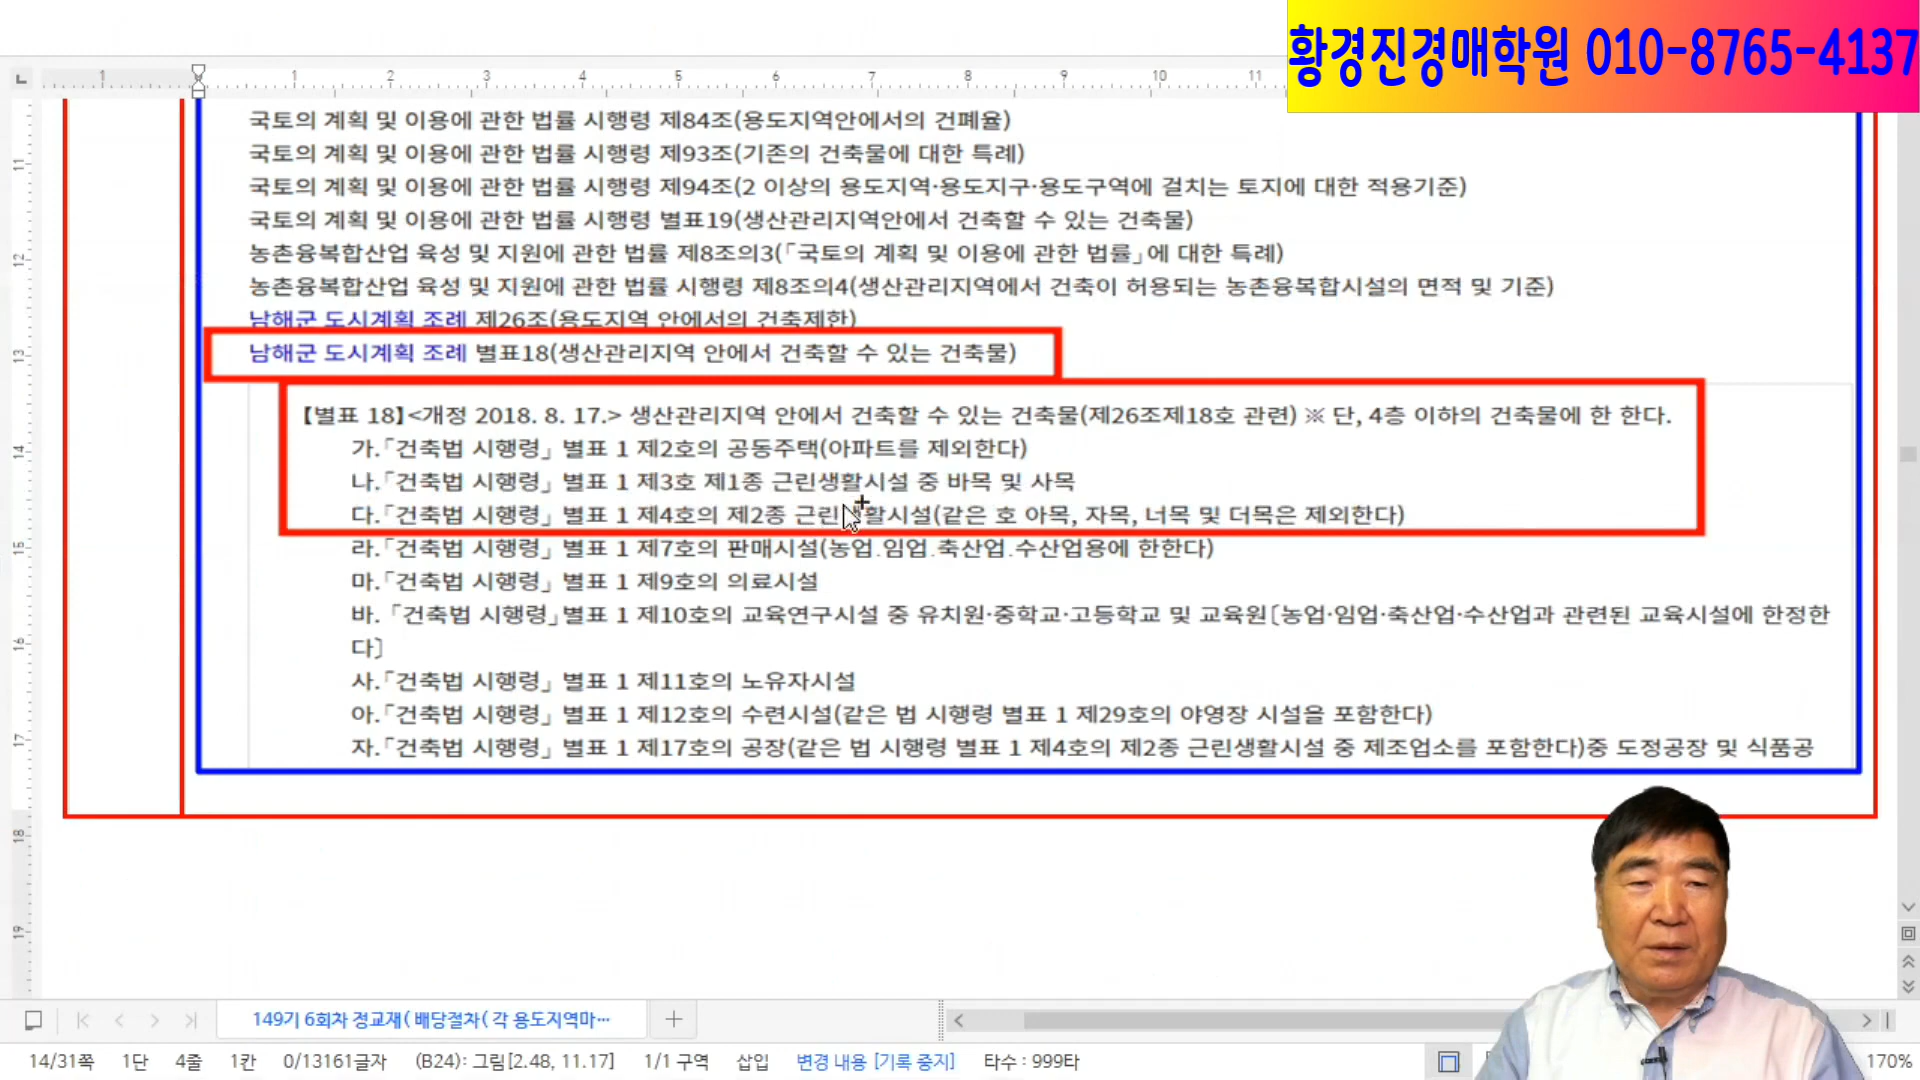 황경진경매학원 010-8765-4137
1 1 2 3 4 5 6 7 8 9 10 11
국토의 계획 및 이용에 관한 법률 시행령 제84조(용도지역안에서의 건폐율)
국토의 계획 및 이용에 관한 법률 시행령 제93조(기존의 건축물에 대한 특례)
국토의 계획 및 이용에 관한 법률 시행령 제94조(2 이상의 용도지역·용도지구·용도구역에 걸치는 토지에 대한 적용기준)
국토의 계획 및 이용에 관한 법률 시행령 별표19(생산관리지역안에서 건축할 수 있는 건축물)
농촌융복합산업 육성 및 지원에 관한 법률 제8조의3(「국토의 계획 및 이용에 관한 법률」에 대한 특례)
농촌융복합산업 육성 및 지원에 관한 법률 시행령 제8조의4(생산관리지역에서 건축이 허용되는 농촌융복합시설의 면적 및 기준)
남해군 도시계획 조례 제26조(용도지역 안에서의 건축제한)
남해군 도시계획 조례 별표18(생산관리지역 안에서 건축할 수 있는 건축물)
【별표 18】<개정 2018. 8. 17.> 생산관리지역 안에서 건축할 수 있는 건축물(제26조제18호 관련) ※ 단, 4층 이하의 건축물에 한 한다.
가.「건축법 시행령」 별표 1 제2호의 공동주택(아파트를 제외한다)
나.「건축법 시행령」 별표 1 제3호 제1종 근린생활시설 중 바목 및 사목
다.「건축법 시행령」 별표 1 제4호의 제2종 근린생활시설(같은 호 아목, 자목, 너목 및 더목은 제외한다)
라.「건축법 시행령」 별표 1 제7호의 판매시설(농업.임업.축산업.수산업용에 한한다)
마.「건축법 시행령」 별표 1 제9호의 의료시설
바.「건축법 시행령」별표 1 제10호의 교육연구시설 중 유치원·중학교·고등학교 및 교육원〔농업·임업·축산업·수산업과 관련된 교육시설에 한정한
다〕
사.「건축법 시행령」 별표 1 제11호의 노유자시설
아.「건축법 시행령」 별표 1 제12호의 수련시설(같은 법 시행령 별표 1 제29호의 야영장 시설을 포함한다)
자.「건축법 시행령」 별표 1 제17호의 공장(같은 법 시행령 별표 1 제4호의 제2종 근린생활시설 중 제조업소를 포함한다)중 도정공장 및 식품공
11
12
13
14
15
16
17
18
19
149기 6회차 정교재( 배당절차( 각 용도지역마···
14/31쪽 1단 4줄 1칸 0/13161글자 (B24): 그림[2.48, 11.17] 1/1 구역 삽입 변경 내용 [기록 중지] 타수 : 999타 170%